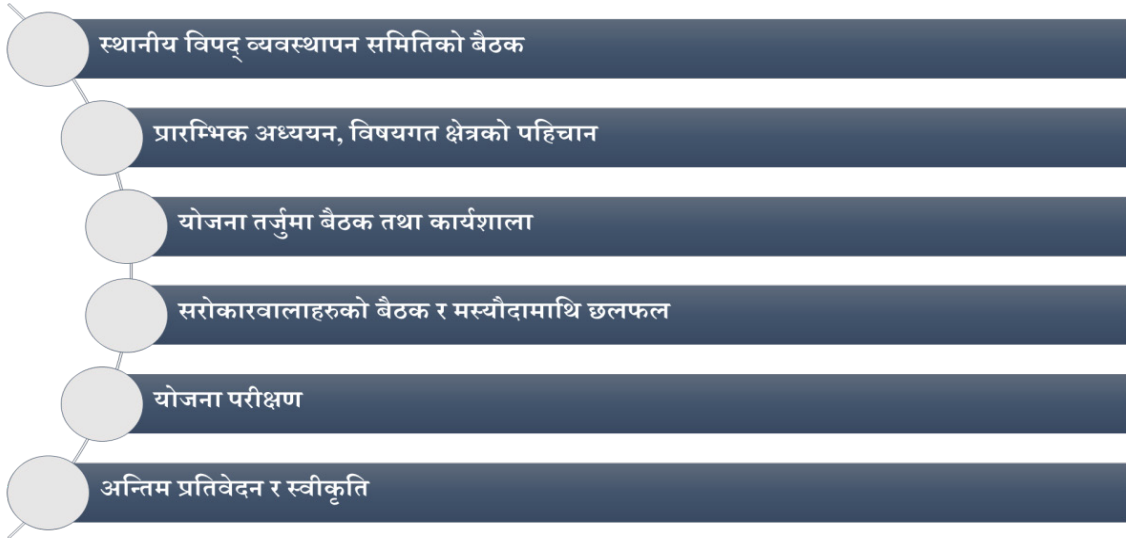 स्थानीय विपद् व्यवस्थापन समितिको बैठक
प्रारम्भिक अध्ययन, विषयगत क्षेत्रको पहिचान
योजना तर्जुमा बैठक तथा कार्यशाला
सरोकारवालाहरुको बैठक र मस्यौदामाथि छलफल
योजना परीक्षण
अन्तिम प्रतिवेदन र स्वीकृति